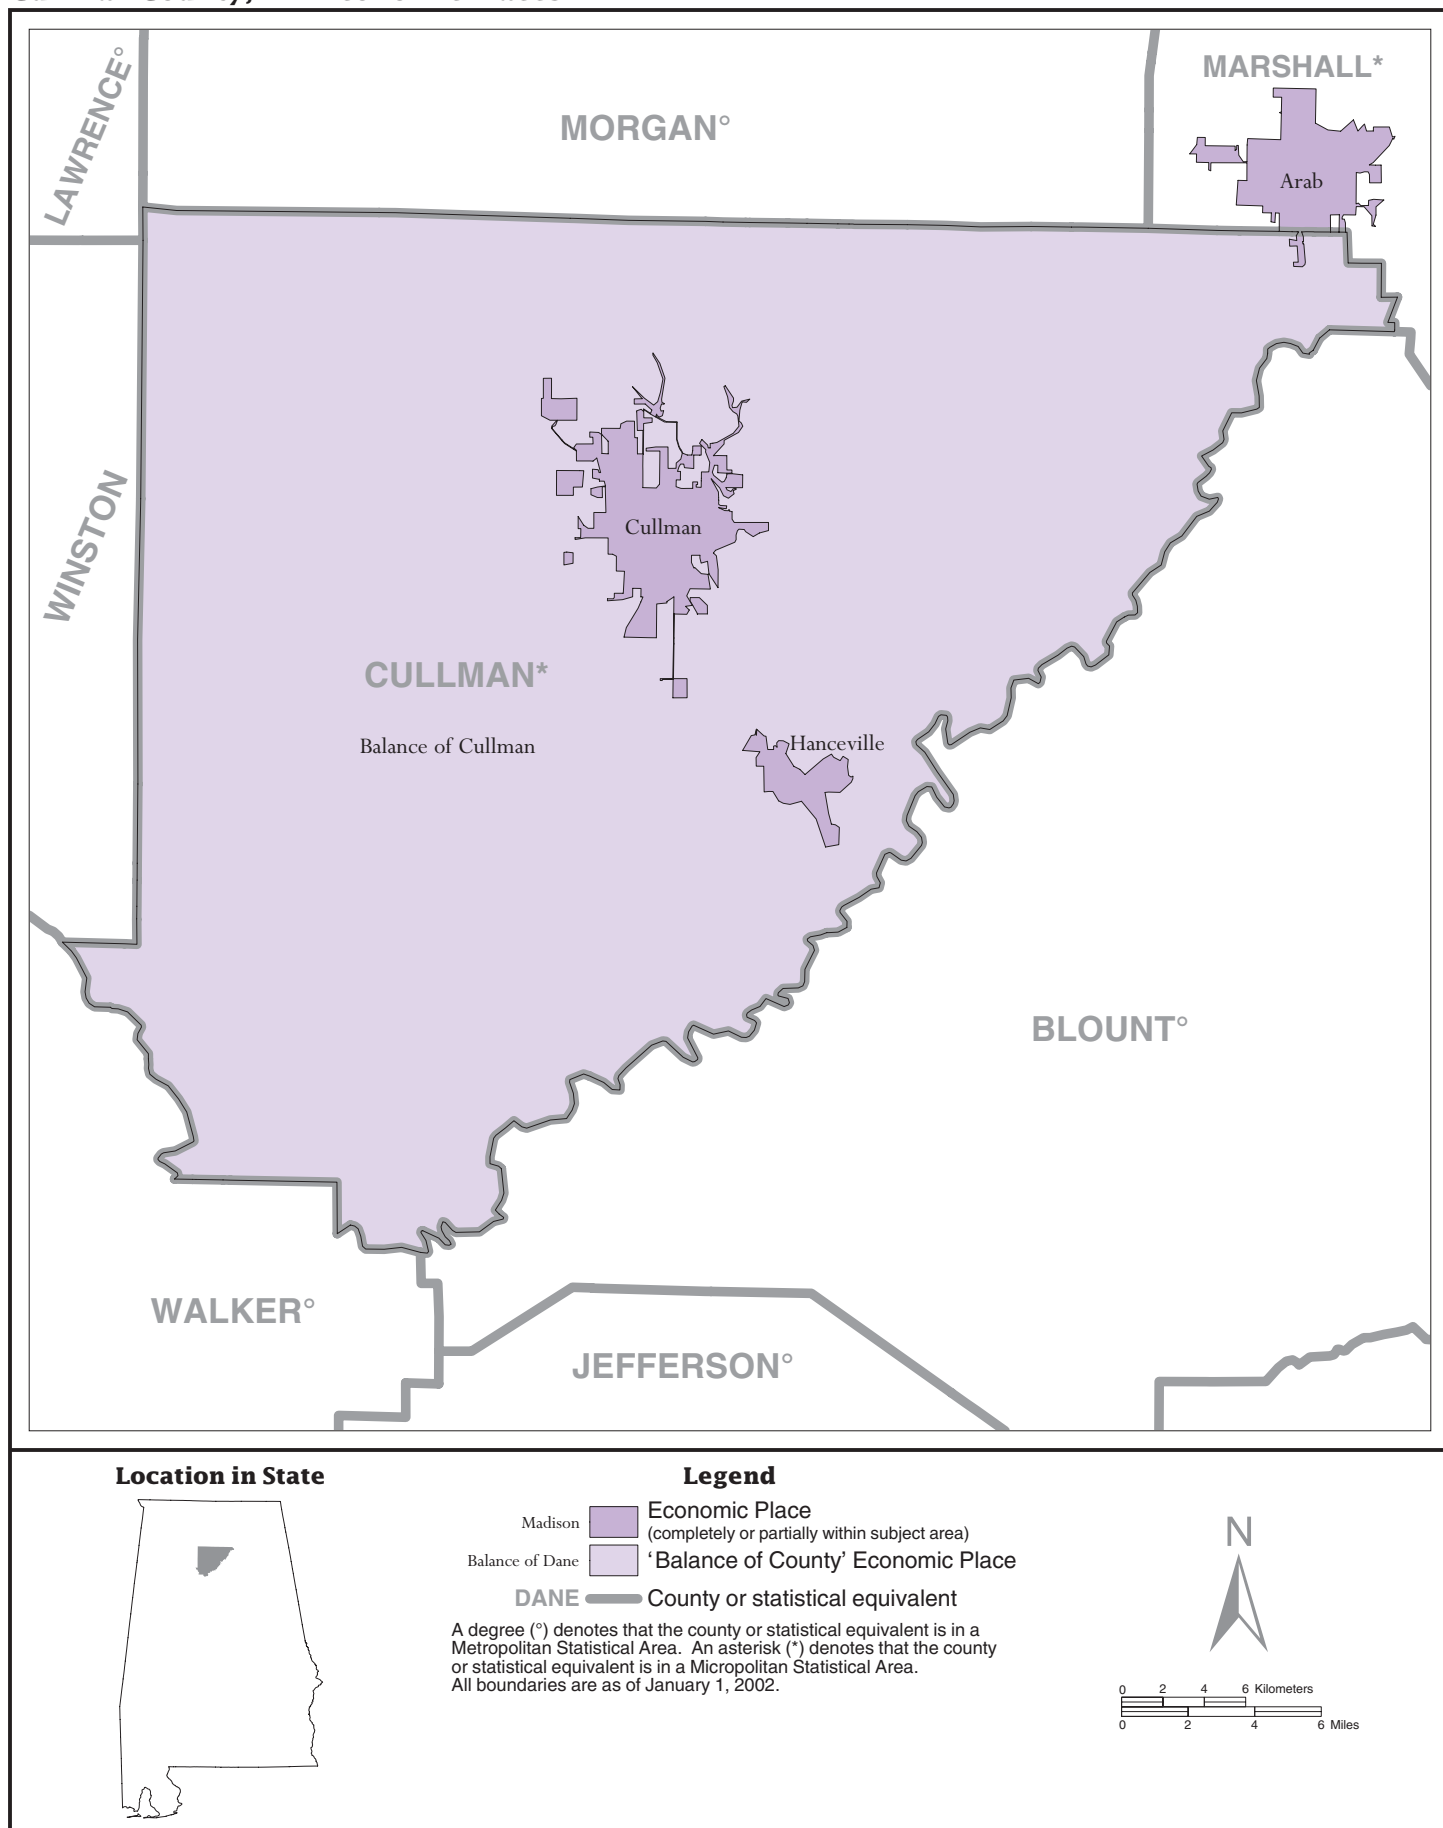 LAWRENCE°
MORGAN°
MARSHALL*
Arab
WINSTON
Cullman
CULLMAN*
Balance of Cullman
Hanceville
BLOUNT°
WALKER°
JEFFERSON°
Location in State
Legend
Madison
Economic Place
(completely or partially within subject area)
Balance of Dane
'Balance of County' Economic Place
DANE
County or statistical equivalent
A degree (°) denotes that the county or statistical equivalent is in a
Metropolitan Statistical Area. An asterisk (*) denotes that the county
or statistical equivalent is in a Micropolitan Statistical Area.
All boundaries are as of January 1, 2002.
N
0 2 4 6 Kilometers
0 2 4 6 Miles